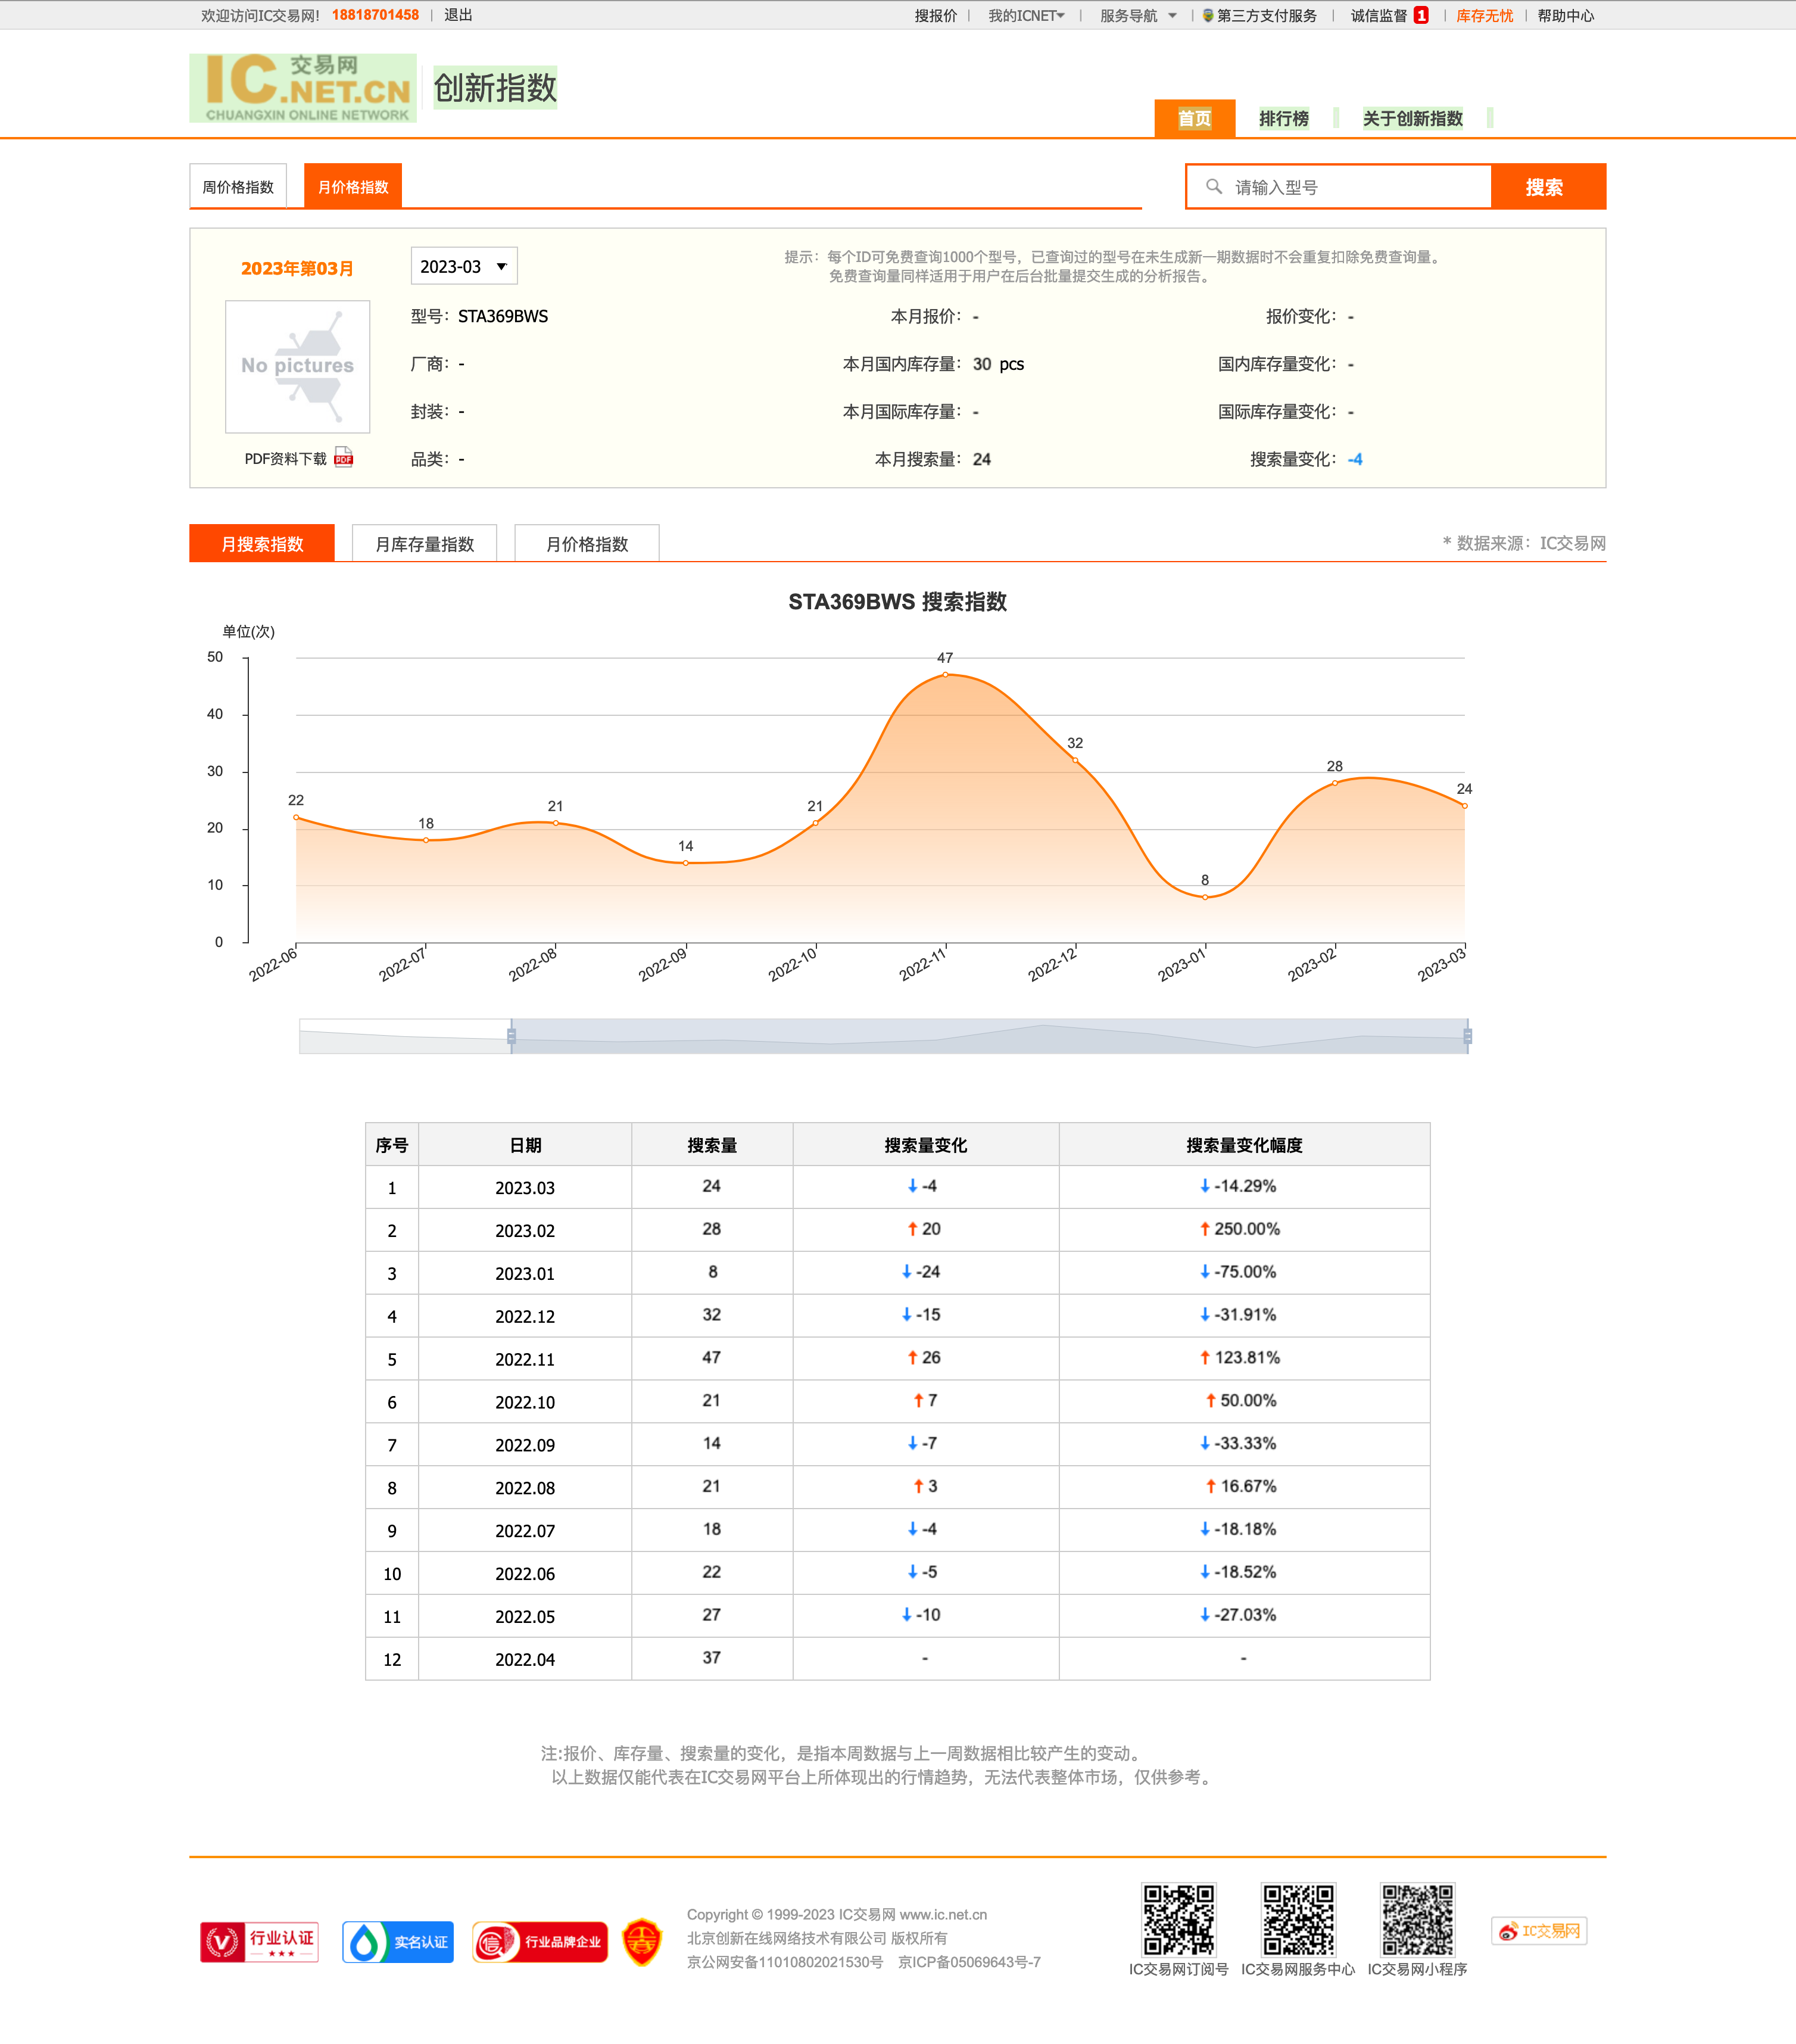 欢迎访问IC交易网! 18818701458 | 退出 搜报价 | 我的ICNET | 服务导航 | 第三方支付服务 | 诚信监督 1 | 库存无忧 | 帮助中心
IC交易网.NET.CN
CHUANGXIN ONLINE NETWORK
创新指数
首页 排行榜 关于创新指数
周价格指数 月价格指数 请输入型号 搜索
2023年第03月 2023-03
提示：每个ID可免费查询1000个型号，已查询过的型号在未生成新一期数据时不会重复扣除免费查询量。
免费查询量同样适用于用户在后台批量提交生成的分析报告。
No pictures
型号：STA369BWS 本月报价：- 报价变化：-
厂商：- 本月国内库存量：30 pcs 国内库存量变化：-
封装：- 本月国际库存量：- 国际库存量变化：-
PDF资料下载 PDF 品类：- 本月搜索量：24 搜索量变化：-4
月搜索指数 月库存量指数 月价格指数 * 数据来源：IC交易网
STA369BWS 搜索指数
单位(次)
50
40
30
20
10
0
22 18 21 14 21 47 32 8 28 24
2022-06 2022-07 2022-08 2022-09 2022-10 2022-11 2022-12 2023-01 2023-02 2023-03
序号 日期 搜索量 搜索量变化 搜索量变化幅度
1 2023.03 24 ↓-4 ↓-14.29%
2 2023.02 28 ↑20 ↑250.00%
3 2023.01 8 ↓-24 ↓-75.00%
4 2022.12 32 ↓-15 ↓-31.91%
5 2022.11 47 ↑26 ↑123.81%
6 2022.10 21 ↑7 ↑50.00%
7 2022.09 14 ↓-7 ↓-33.33%
8 2022.08 21 ↑3 ↑16.67%
9 2022.07 18 ↓-4 ↓-18.18%
10 2022.06 22 ↓-5 ↓-18.52%
11 2022.05 27 ↓-10 ↓-27.03%
12 2022.04 37 - -
注:报价、库存量、搜索量的变化，是指本周数据与上一周数据相比较产生的变动。
以上数据仅能代表在IC交易网平台上所体现出的行情趋势，无法代表整体市场，仅供参考。
行业认证
实名认证
信 行业品牌企业
Copyright © 1999-2023 IC交易网 www.ic.net.cn
北京创新在线网络技术有限公司 版权所有
京公网安备11010802021530号 京ICP备05069643号-7
IC交易网订阅号 IC交易网服务中心 IC交易网小程序
IC交易网